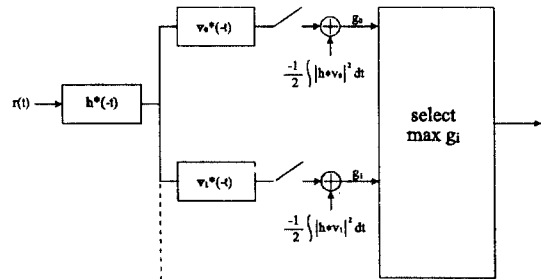 v₀*(-t)
g₀
-1/2 ∫ |h*v₀|² dt
r(t)
h*(-t)
select
max gᵢ
v₁*(-t)
g₁
-1/2 ∫ |h*v₁|² dt